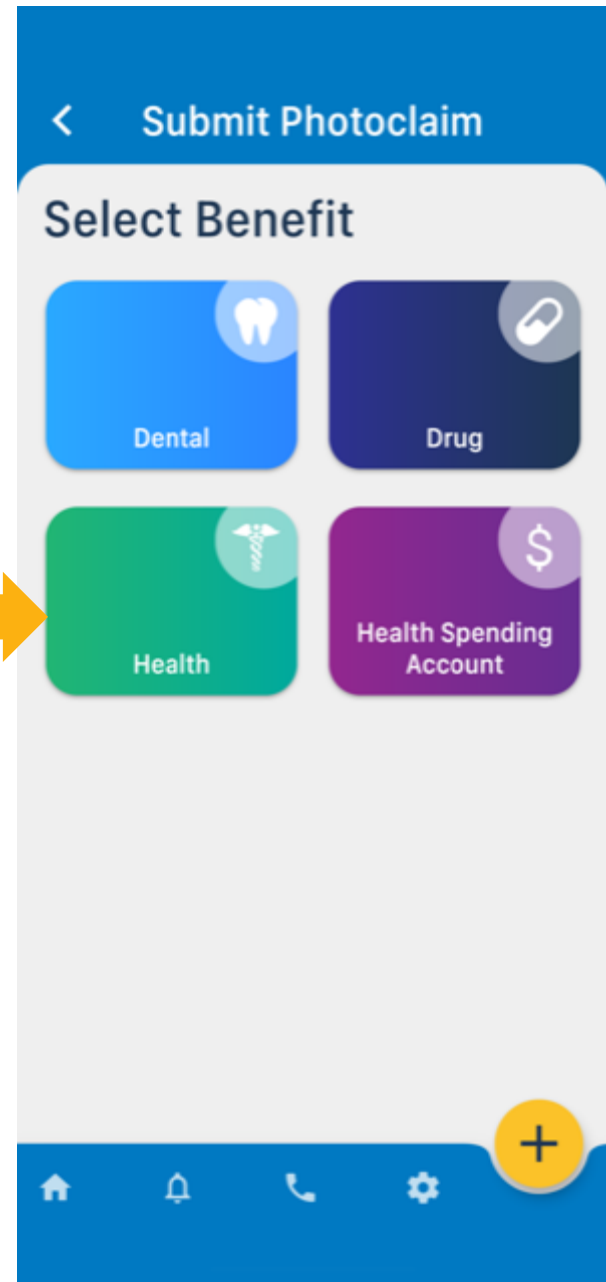 Submit Photoclaim
Select Benefit
Dental
Drug
Health
Health Spending
Account